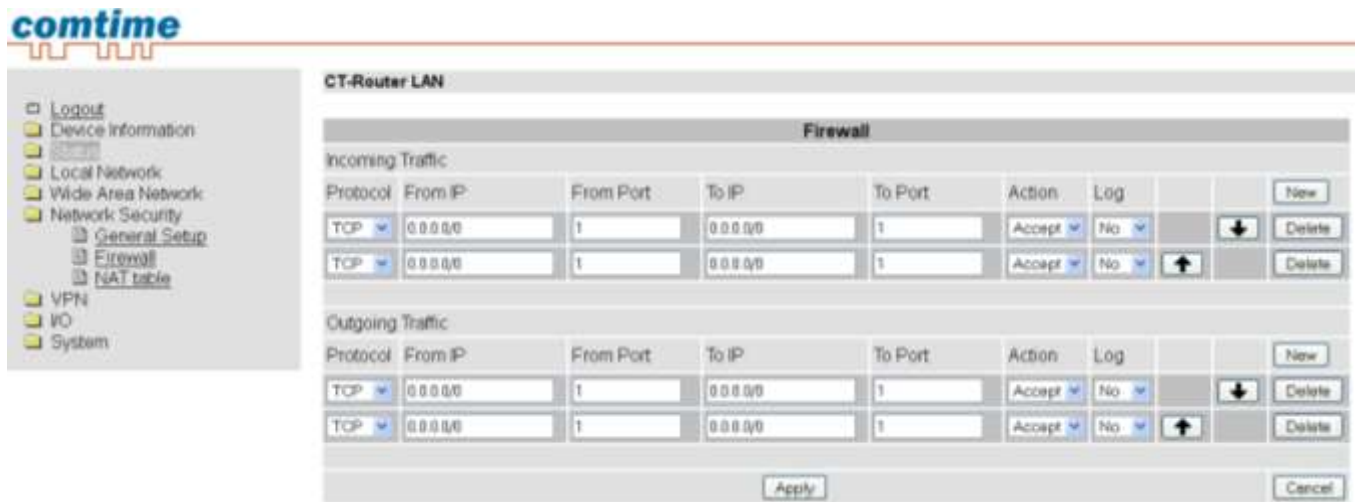 comtime
CT-Router LAN
Logout
Device Information
Status
Local Network
Wide Area Network
Network Security
General Setup
Firewall
NAT table
VPN
I/O
System
Firewall
Incoming Traffic
Protocol From IP From Port To IP To Port Action Log New
TCP 0.0.0.0/0 1 0.0.0.0/0 1 Accept No Delete
TCP 0.0.0.0/0 1 0.0.0.0/0 1 Accept No Delete
Outgoing Traffic
Protocol From IP From Port To IP To Port Action Log New
TCP 0.0.0.0/0 1 0.0.0.0/0 1 Accept No Delete
TCP 0.0.0.0/0 1 0.0.0.0/0 1 Accept No Delete
Apply Cancel